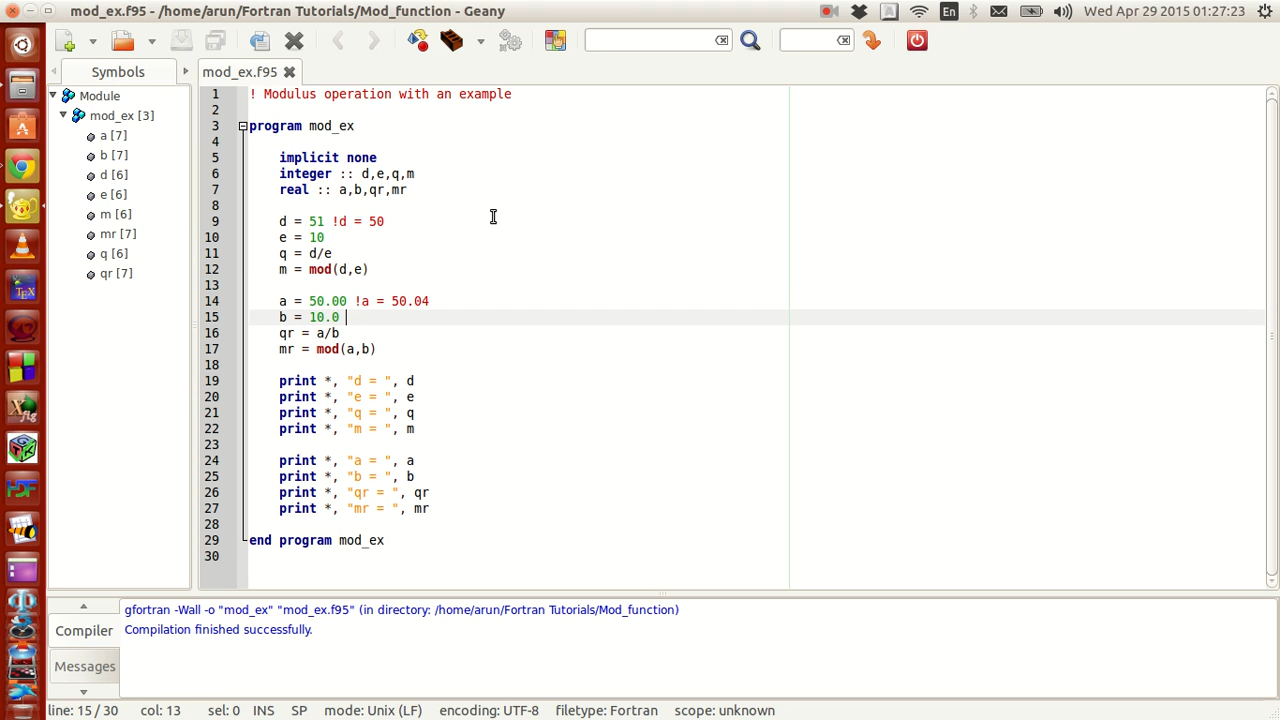 mod_ex.f95 - /home/arun/Fortran Tutorials/Mod_function - Geany
En
Wed Apr 29 2015 01:27:23
Symbols
mod_ex.f95
Module
mod_ex [3]
a [7]
b [7]
d [6]
e [6]
m [6]
mr [7]
q [6]
qr [7]
1 ! Modulus operation with an example
2
3 program mod_ex
4
5 implicit none
6 integer :: d,e,q,m
7 real :: a,b,qr,mr
8
9 d = 51 !d = 50
10 e = 10
11 q = d/e
12 m = mod(d,e)
13
14 a = 50.00 !a = 50.04
15 b = 10.0
16 qr = a/b
17 mr = mod(a,b)
18
19 print *, "d = ", d
20 print *, "e = ", e
21 print *, "q = ", q
22 print *, "m = ", m
23
24 print *, "a = ", a
25 print *, "b = ", b
26 print *, "qr = ", qr
27 print *, "mr = ", mr
28
29 end program mod_ex
30
Compiler
Messages
gfortran -Wall -o "mod_ex" "mod_ex.f95" (in directory: /home/arun/Fortran Tutorials/Mod_function)
Compilation finished successfully.
line: 15 / 30 col: 13 sel: 0 INS SP mode: Unix (LF) encoding: UTF-8 filetype: Fortran scope: unknown